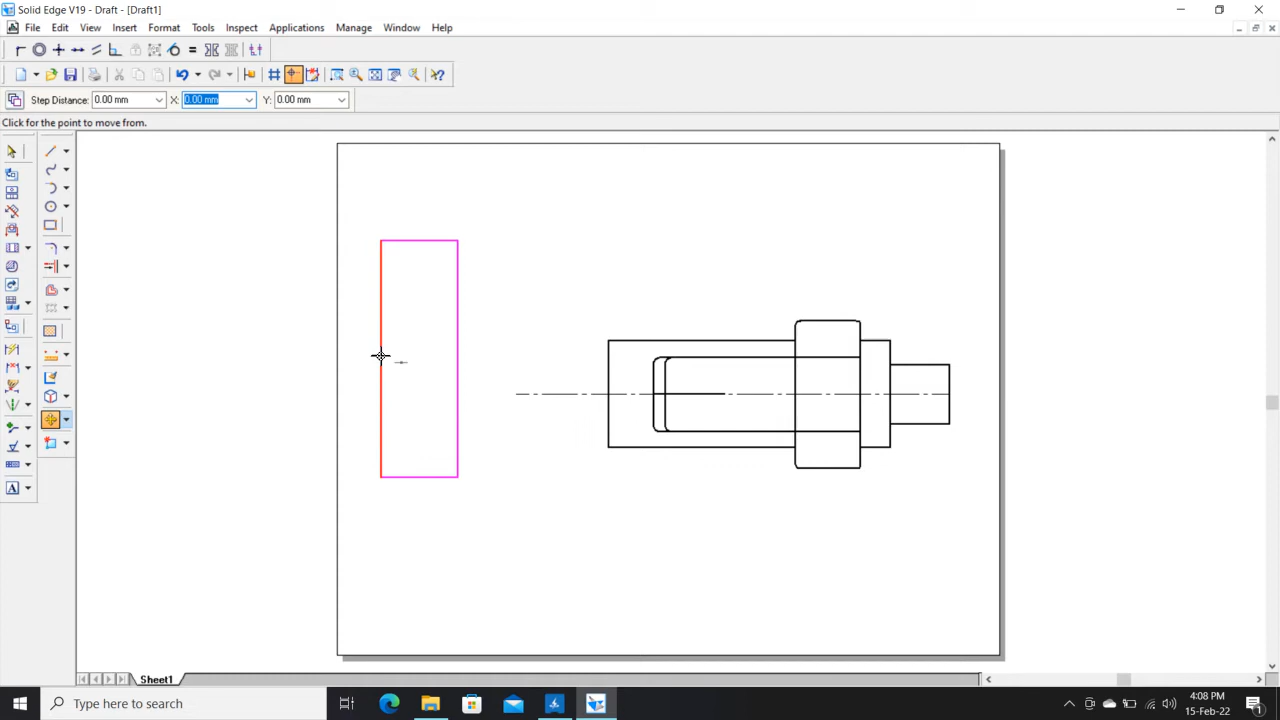 Solid Edge V19 - Draft - [Draft1]
File Edit View Insert Format Tools Inspect Applications Manage Window Help
Step Distance: 0.00 mm X: 0.00 mm Y: 0.00 mm
Click for the point to move from.
Sheet1
Type here to search
4:08 PM
15-Feb-22